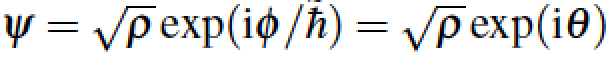 ψ = √ρ exp(iϕ/ℏ) = √ρ exp(iθ)